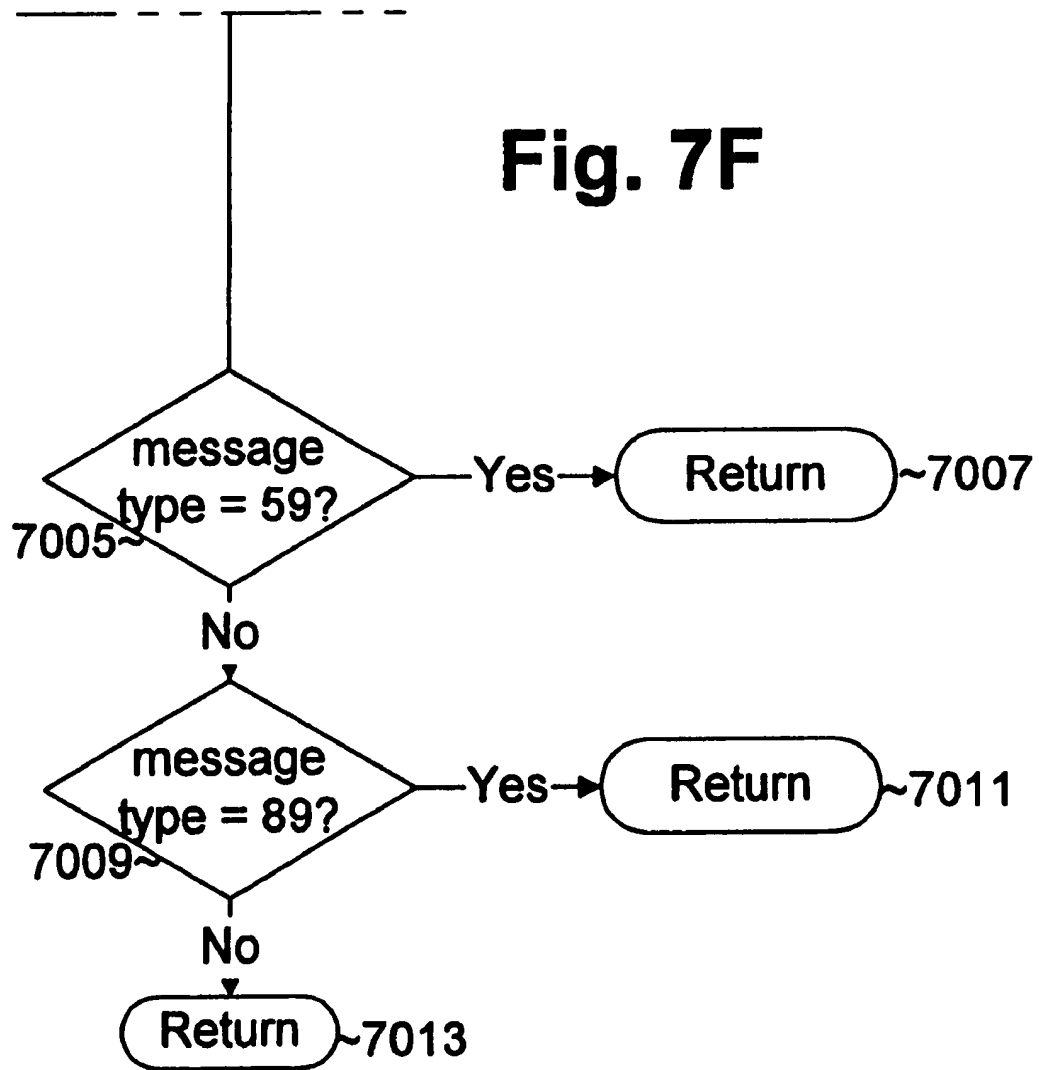 Fig. 7F
message
type = 59?
7005~
Yes
Return
~7007
No
message
type = 89?
7009~
Yes
Return
~7011
No
Return
~7013